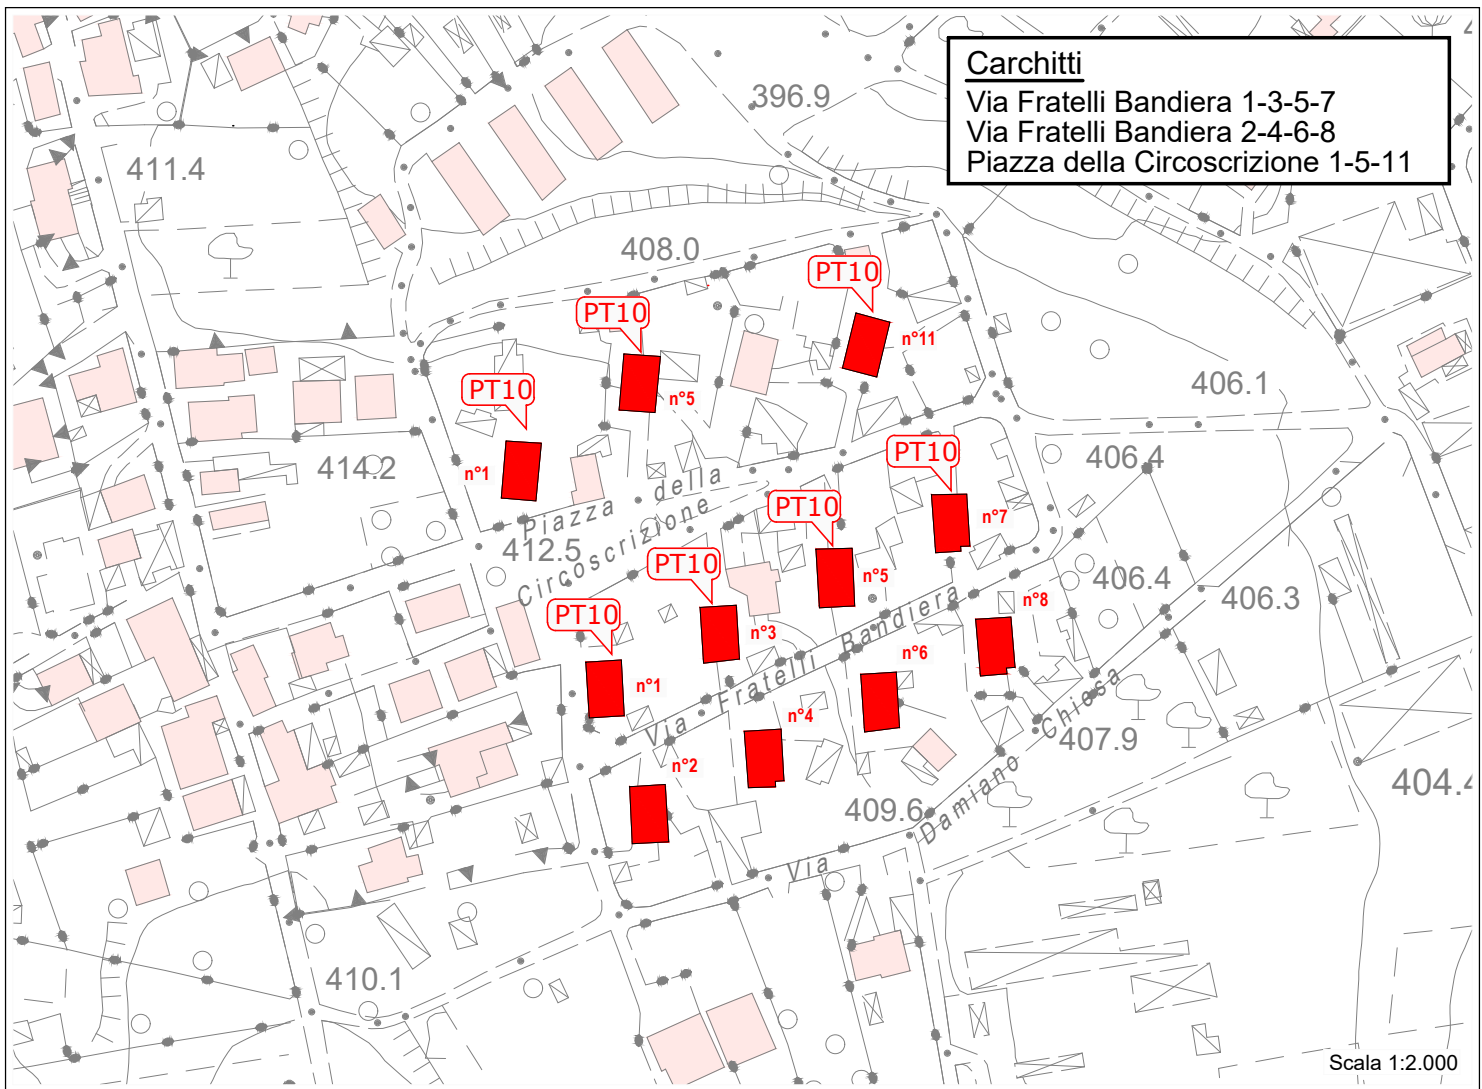 Carchitti
Via Fratelli Bandiera 1-3-5-7
Via Fratelli Bandiera 2-4-6-8
Piazza della Circoscrizione 1-5-11
396.9
411.4
408.0
PT10
n°11
PT10
n°5
406.1
PT10
n°1
414.2
406.4
PT10
n°7
Piazza della
Circoscrizione
412.5
PT10
n°5
PT10
n°3
406.4
406.3
PT10
n°1
n°8
n°6
Via Fratelli Bandiera
n°4
n°2
407.9
409.6
404.4
Via Damiano Chiesa
410.1
Scala 1:2.000